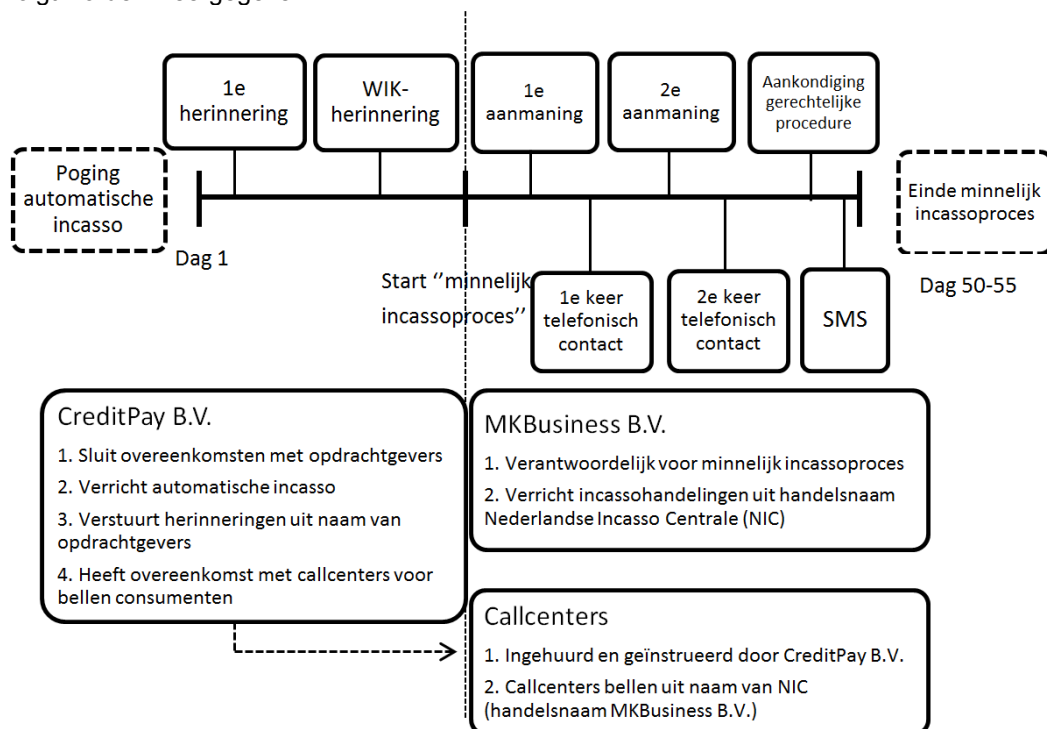 1e
herinnering
WIK-
herinnering
1e
aanmaning
2e
aanmaning
Aankondiging
gerechtelijke
procedure
Poging
automatische
incasso
Einde minnelijk
incassoproces
Dag 1
Start ‘’minnelijk
incassoproces’’
1e keer
telefonisch
contact
2e keer
telefonisch
contact
SMS
Dag 50-55
CreditPay B.V.
1. Sluit overeenkomsten met opdrachtgevers
2. Verricht automatische incasso
3. Verstuurt herinneringen uit naam van
opdrachtgevers
4. Heeft overeenkomst met callcenters voor
bellen consumenten
MKBusiness B.V.
1. Verantwoordelijk voor minnelijk incassoproces
2. Verricht incassohandelingen uit handelsnaam
Nederlandse Incasso Centrale (NIC)
Callcenters
1. Ingehuurd en geïnstrueerd door CreditPay B.V.
2. Callcenters bellen uit naam van NIC
(handelsnaam MKBusiness B.V.)